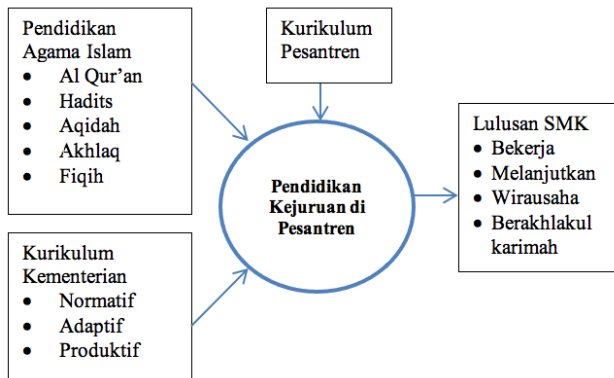 Pendidikan
Agama Islam
• Al Qur’an
• Hadits
• Aqidah
• Akhlaq
• Fiqih
Kurikulum
Pesantren
Pendidikan
Kejuruan di
Pesantren
Lulusan SMK
• Bekerja
• Melanjutkan
• Wirausaha
• Berakhlakul
karimah
Kurikulum
Kementerian
• Normatif
• Adaptif
• Produktif